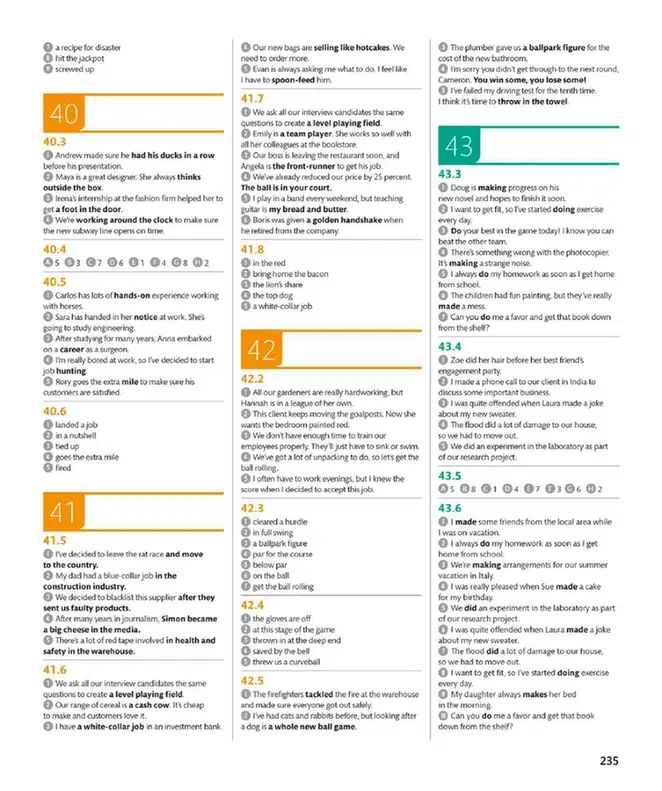 7 a recipe for disaster
8 hit the jackpot
9 screwed up
40
40.3
1 Andrew made sure he had his ducks in a row
before his presentation.
2 Maya is a great designer. She always thinks
outside the box.
3 Irena's internship at the fashion firm helped her to
get a foot in the door.
4 We're working around the clock to make sure
the new subway line opens on time.
40.4
A 5 B 3 C 7 D 6 E 1 F 4 G 8 H 2
40.5
1 Carlos has lots of hands-on experience working
with horses.
2 Sara has handed in her notice at work. She's
going to study engineering.
3 After studying for many years, Anna embarked
on a career as a surgeon.
4 I'm really bored at work, so I've decided to start
job hunting.
5 Rory goes the extra mile to make sure his
customers are satisfied.
40.6
1 landed a job
2 in a nutshell
3 tied up
4 goes the extra mile
5 fired
41
41.5
1 I've decided to leave the rat race and move
to the country.
2 My dad had a blue-collar job in the
construction industry.
3 We decided to blacklist this supplier after they
sent us faulty products.
4 After many years in journalism, Simon became
a big cheese in the media.
5 There's a lot of red tape involved in health and
safety in the warehouse.
41.6
1 We ask all our interview candidates the same
questions to create a level playing field.
2 Our range of cereal is a cash cow. It's cheap
to make and customers love it.
3 I have a white-collar job in an investment bank.
4 Our new bags are selling like hotcakes. We
need to order more.
5 Evan is always asking me what to do. I feel like
I have to spoon-feed him.
41.7
1 We ask all our interview candidates the same
questions to create a level playing field.
2 Emily is a team player. She works so well with
all her colleagues at the bookstore.
3 Our boss is leaving the restaurant soon, and
Angela is the front-runner to get his job.
4 We've already reduced our price by 25 percent.
The ball is in your court.
5 I play in a band every weekend, but teaching
guitar is my bread and butter.
6 Boris was given a golden handshake when
he retired from the company.
41.8
1 in the red
2 bring home the bacon
3 the lion's share
4 the top dog
5 a white-collar job
42
42.2
1 All our gardeners are really hardworking, but
Hannah is in a league of her own.
2 This client keeps moving the goalposts. Now she
wants the bedroom painted red.
3 We don't have enough time to train our
employees properly. They'll just have to sink or swim.
4 We've got a lot of unpacking to do, so let's get the
ball rolling.
5 I often have to work evenings, but I knew the
score when I decided to accept this job.
42.3
1 cleared a hurdle
2 in full swing
3 a ballpark figure
4 par for the course
5 below par
6 on the ball
7 get the ball rolling
42.4
1 the gloves are off
2 at this stage of the game
3 thrown in at the deep end
4 saved by the bell
5 threw us a curveball
42.5
1 The firefighters tackled the fire at the warehouse
and made sure everyone got out safely.
2 I've had cats and rabbits before, but looking after
a dog is a whole new ball game.
3 The plumber gave us a ballpark figure for the
cost of the new bathroom.
4 I'm sorry you didn't get through to the next round,
Cameron. You win some, you lose some!
5 I've failed my driving test for the tenth time.
I think it's time to throw in the towel.
43
43.3
1 Doug is making progress on his
new novel and hopes to finish it soon.
2 I want to get fit, so I've started doing exercise
every day.
3 Do your best in the game today! I know you can
beat the other team.
4 There's something wrong with the photocopier.
It's making a strange noise.
5 I always do my homework as soon as I get home
from school.
6 The children had fun painting, but they've really
made a mess.
7 Can you do me a favor and get that book down
from the shelf?
43.4
1 Zoe did her hair before her best friend's
engagement party.
2 I made a phone call to our client in India to
discuss some important business.
3 I was quite offended when Laura made a joke
about my new sweater.
4 The flood did a lot of damage to our house,
so we had to move out.
5 We did an experiment in the laboratory as part
of our research project.
43.5
A 5 B 8 C 1 D 4 E 7 F 3 G 6 H 2
43.6
1 I made some friends from the local area while
I was on vacation.
2 I always do my homework as soon as I get
home from school.
3 We're making arrangements for our summer
vacation in Italy.
4 I was really pleased when Sue made a cake
for my birthday.
5 We did an experiment in the laboratory as part
of our research project.
6 I was quite offended when Laura made a joke
about my new sweater.
7 The flood did a lot of damage to our house,
so we had to move out.
8 I want to get fit, so I've started doing exercise
every day.
9 My daughter always makes her bed
in the morning.
10 Can you do me a favor and get that book
down from the shelf?
235